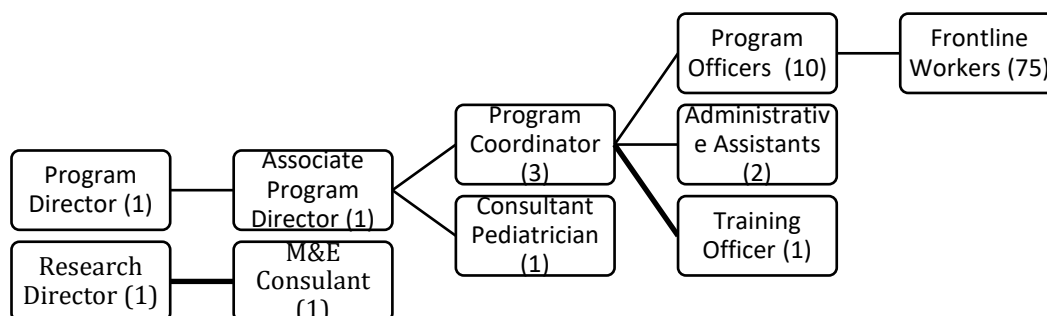 Program
Director (1)
Research
Director (1)
Associate
Program
Director (1)
M&E
Consulant
(1)
Program
Coordinator
(3)
Consultant
Pediatrician
(1)
Program
Officers (10)
Administrativ
e Assistants
(2)
Training
Officer (1)
Frontline
Workers (75)